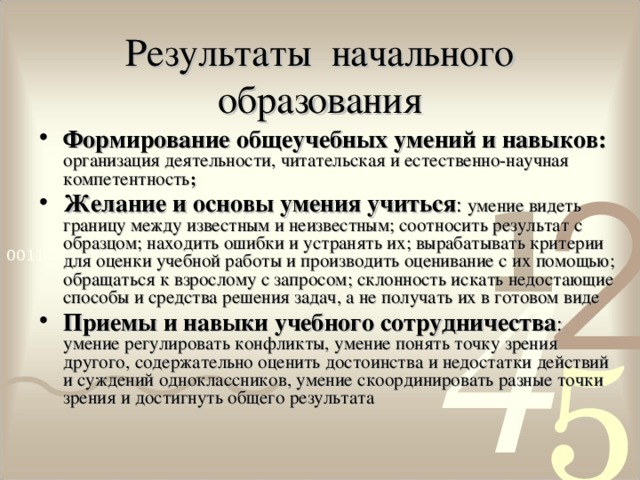 Результаты начального
образования
• Формирование общеучебных умений и навыков:
организация деятельности, читательская и естественно-научная
компетентность;
• Желание и основы умения учиться: умение видеть
границу между известным и неизвестным; соотносить результат с
образцом; находить ошибки и устранять их; вырабатывать критерии
для оценки учебной работы и производить оценивание с их помощью;
обращаться к взрослому с запросом; склонность искать недостающие
способы и средства решения задач, а не получать их в готовом виде
• Приемы и навыки учебного сотрудничества:
умение регулировать конфликты, умение понять точку зрения
другого, содержательно оценить достоинства и недостатки действий
и суждений одноклассников, умение скоординировать разные точки
зрения и достигнуть общего результата
1
2
4
5